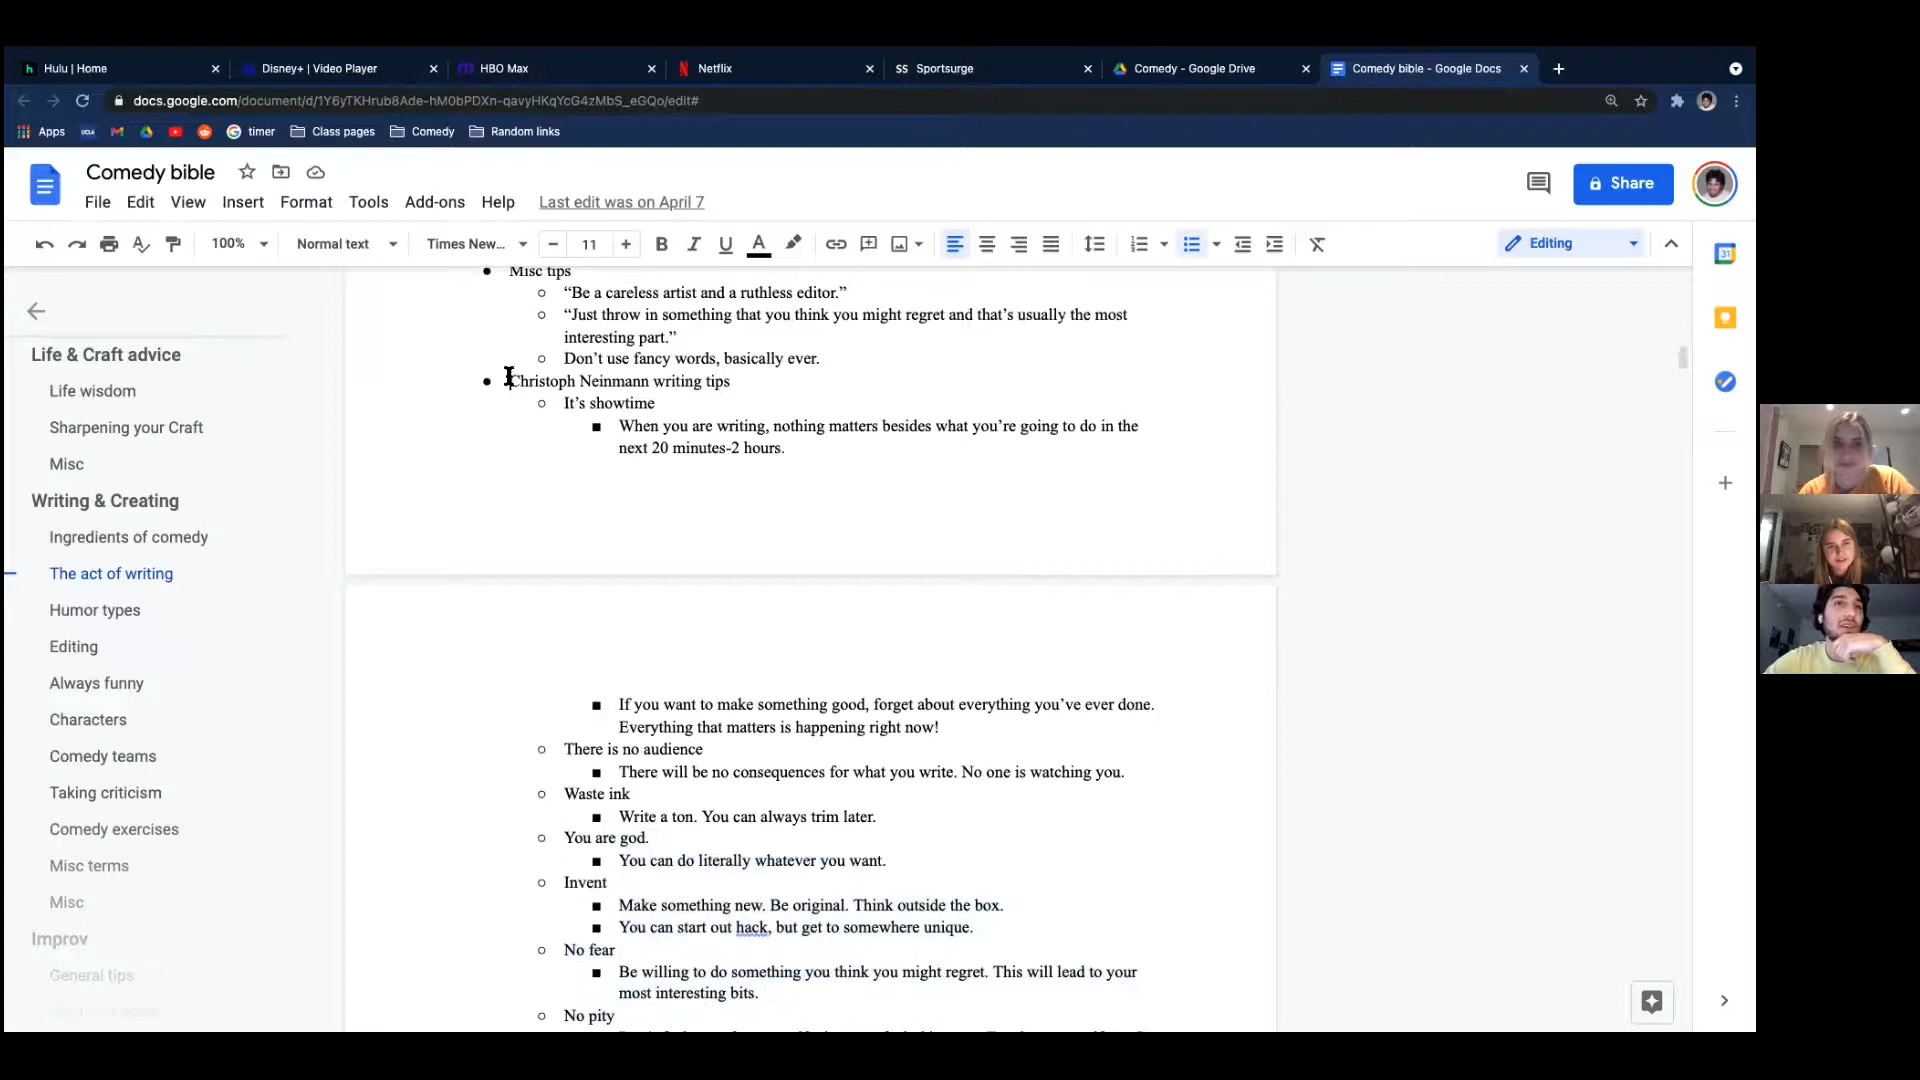 Hulu | Home
Disney+ | Video Player
HBO Max
Netflix
SS Sportsurge
Comedy - Google Drive
Comedy bible - Google Docs
docs.google.com/document/d/1Y6yTKHrub8Ade-hM0bPDXn-qavyHKqYcG4zMbS_eGQo/edit#
Apps
UCLA
timer
Class pages
Comedy
Random links
Comedy bible
Share
File Edit View Insert Format Tools Add-ons Help Last edit was on April 7
100% Normal text Times New... 11 Editing
31
Life & Craft advice
Life wisdom
Sharpening your Craft
Misc
Writing & Creating
Ingredients of comedy
The act of writing
Humor types
Editing
Always funny
Characters
Comedy teams
Taking criticism
Comedy exercises
Misc terms
Misc
Improv
General tips
Misc tips
“Be a careless artist and a ruthless editor.”
“Just throw in something that you think you might regret and that’s usually the most
interesting part.”
Don’t use fancy words, basically ever.
Christoph Neinmann writing tips
It’s showtime
When you are writing, nothing matters besides what you’re going to do in the
next 20 minutes-2 hours.
If you want to make something good, forget about everything you’ve ever done.
Everything that matters is happening right now!
There is no audience
There will be no consequences for what you write. No one is watching you.
Waste ink
Write a ton. You can always trim later.
You are god.
You can do literally whatever you want.
Invent
Make something new. Be original. Think outside the box.
You can start out hack, but get to somewhere unique.
No fear
Be willing to do something you think you might regret. This will lead to your
most interesting bits.
No pity